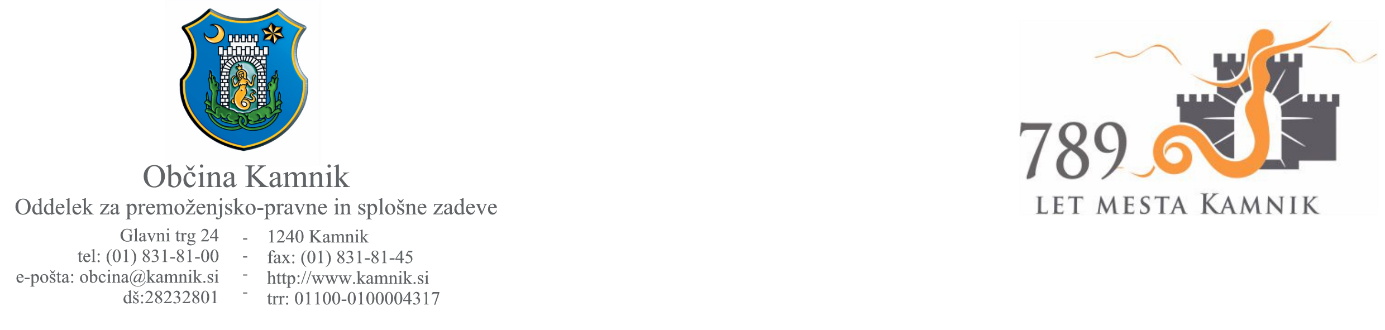 Občina Kamnik
Oddelek za premoženjsko-pravne in splošne zadeve
Glavni trg 24 - 1240 Kamnik
tel: (01) 831-81-00 - fax: (01) 831-81-45
e-pošta: obcina@kamnik.si - http://www.kamnik.si
dš:28232801 - trr: 01100-0100004317
789
LET MESTA KAMNIK